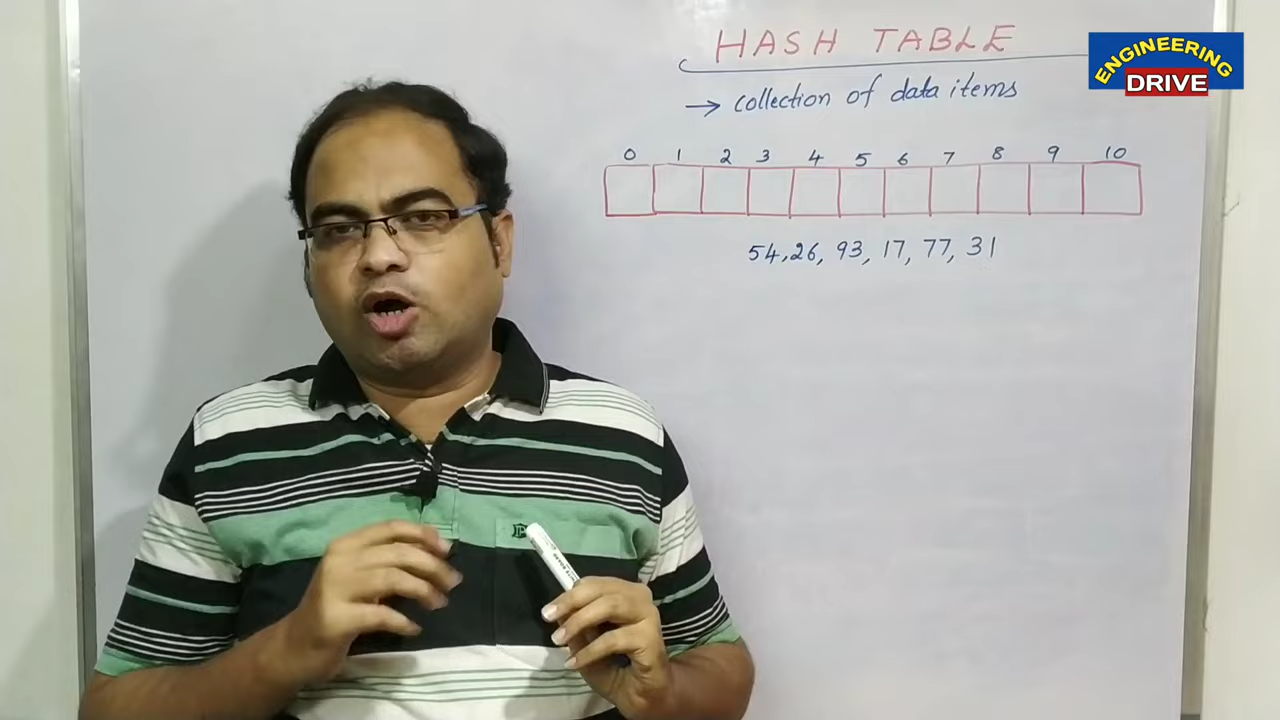 HASH TABLE
ENGINEERING
DRIVE
→ collection of data items
0 1 2 3 4 5 6 7 8 9 10
54, 26, 93, 17, 77, 31